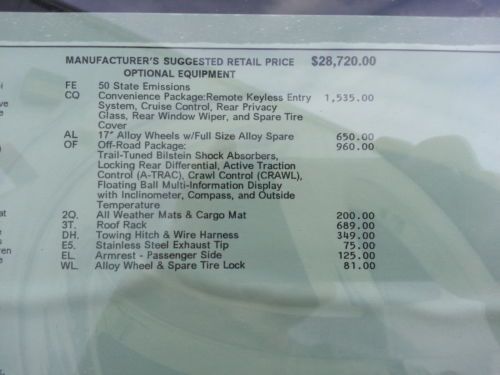 MANUFACTURER'S SUGGESTED RETAIL PRICE $28,720.00
OPTIONAL EQUIPMENT
FE 50 State Emissions
CQ Convenience Package:Remote Keyless Entry 1,535.00
System, Cruise Control, Rear Privacy
Glass, Rear Window Wiper, and Spare Tire
Cover
AL 17" Alloy Wheels w/Full Size Alloy Spare 650.00
OF Off-Road Package: 960.00
Trail-Tuned Bilstein Shock Absorbers,
Locking Rear Differential, Active Traction
Control (A-TRAC), Crawl Control (CRAWL),
Floating Ball Multi-Information Display
with Inclinometer, Compass, and Outside
Temperature
2Q. All Weather Mats & Cargo Mat 200.00
3T. Roof Rack 689.00
DH. Towing Hitch & Wire Harness 349.00
E5. Stainless Steel Exhaust Tip 75.00
EL. Armrest - Passenger Side 125.00
WL. Alloy Wheel & Spare Tire Lock 81.00